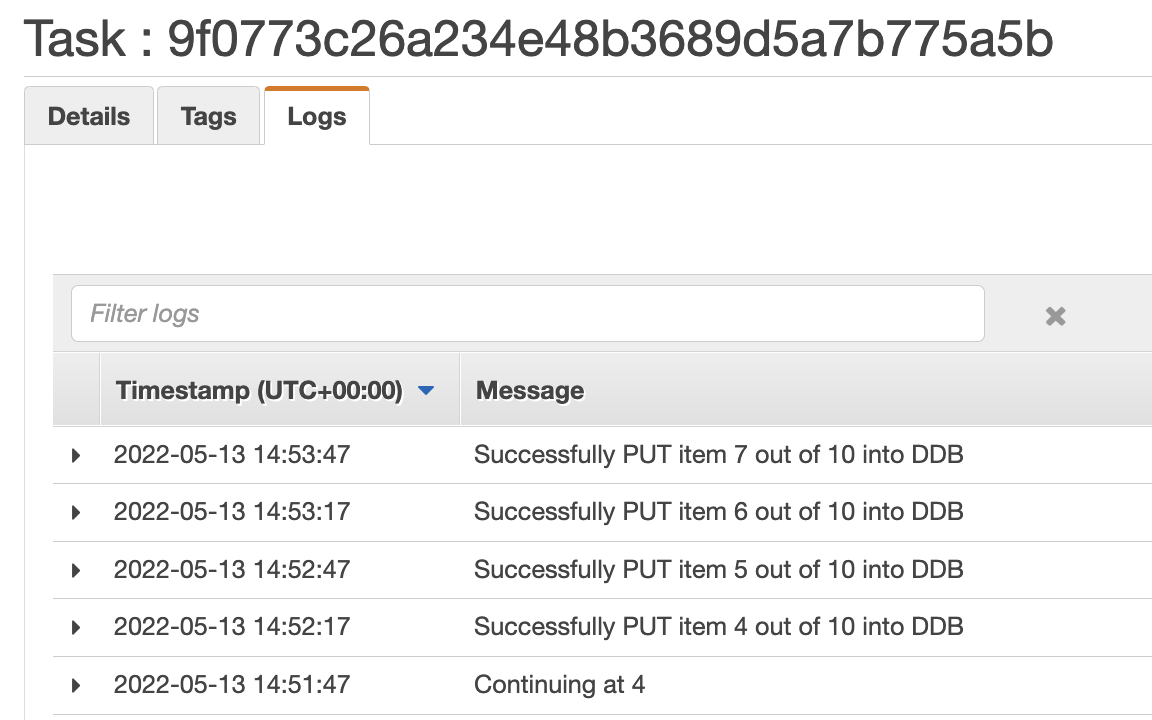 Task : 9f0773c26a234e48b3689d5a7b775a5b
Details Tags Logs
Filter logs
Timestamp (UTC+00:00) Message
2022-05-13 14:53:47 Successfully PUT item 7 out of 10 into DDB
2022-05-13 14:53:17 Successfully PUT item 6 out of 10 into DDB
2022-05-13 14:52:47 Successfully PUT item 5 out of 10 into DDB
2022-05-13 14:52:17 Successfully PUT item 4 out of 10 into DDB
2022-05-13 14:51:47 Continuing at 4